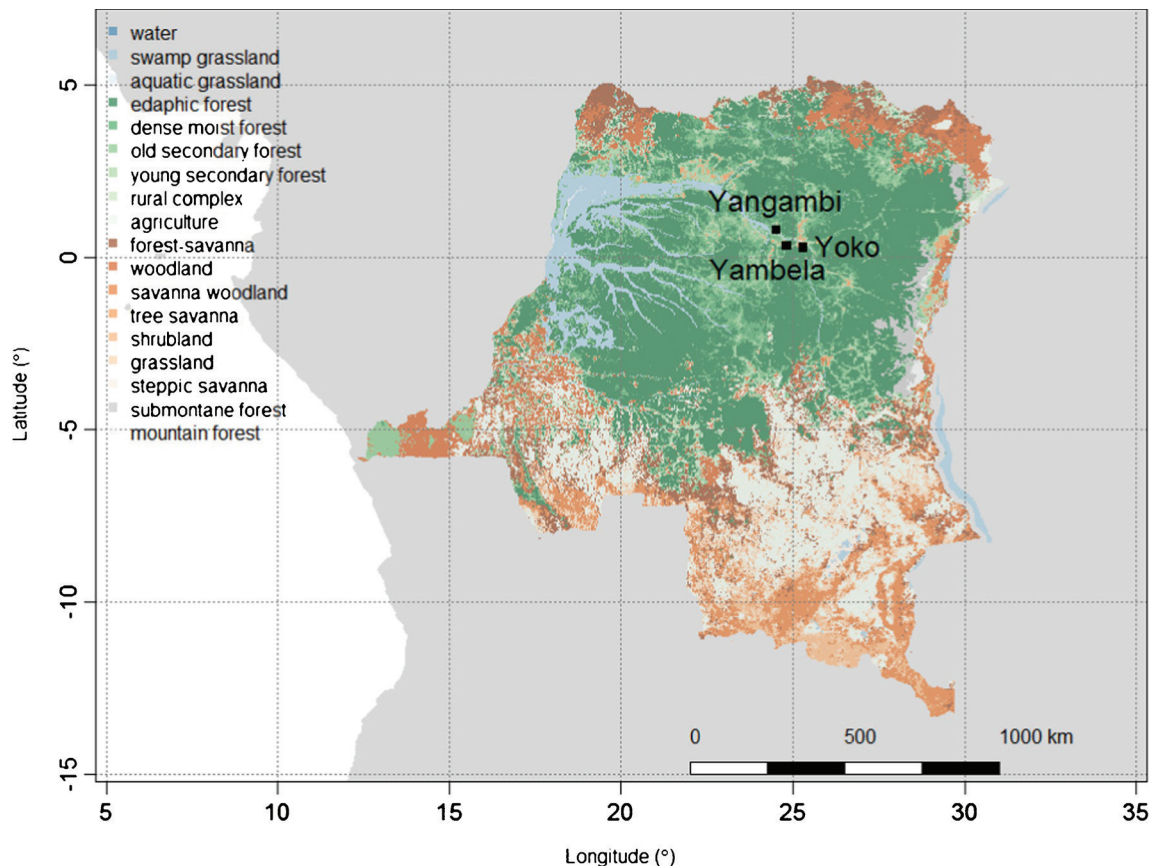 water
swamp grassland
aquatic grassland
edaphic forest
dense moist forest
old secondary forest
young secondary forest
rural complex
agriculture
forest-savanna
woodland
savanna woodland
tree savanna
shrubland
grassland
steppic savanna
submontane forest
mountain forest
Yangambi
Yoko
Yambela
5
0
-5
-10
-15
Latitude (°)
0 500 1000 km
5 10 15 20 25 30 35
Longitude (°)